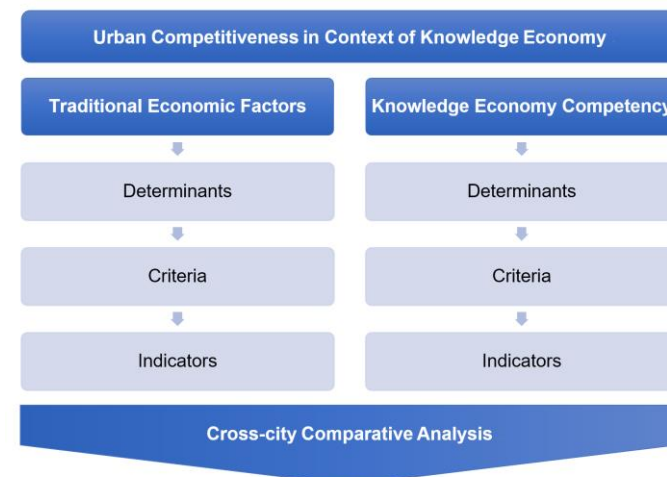 Urban Competitiveness in Context of Knowledge Economy
Traditional Economic Factors
Knowledge Economy Competency
Determinants
Determinants
Criteria
Criteria
Indicators
Indicators
Cross-city Comparative Analysis